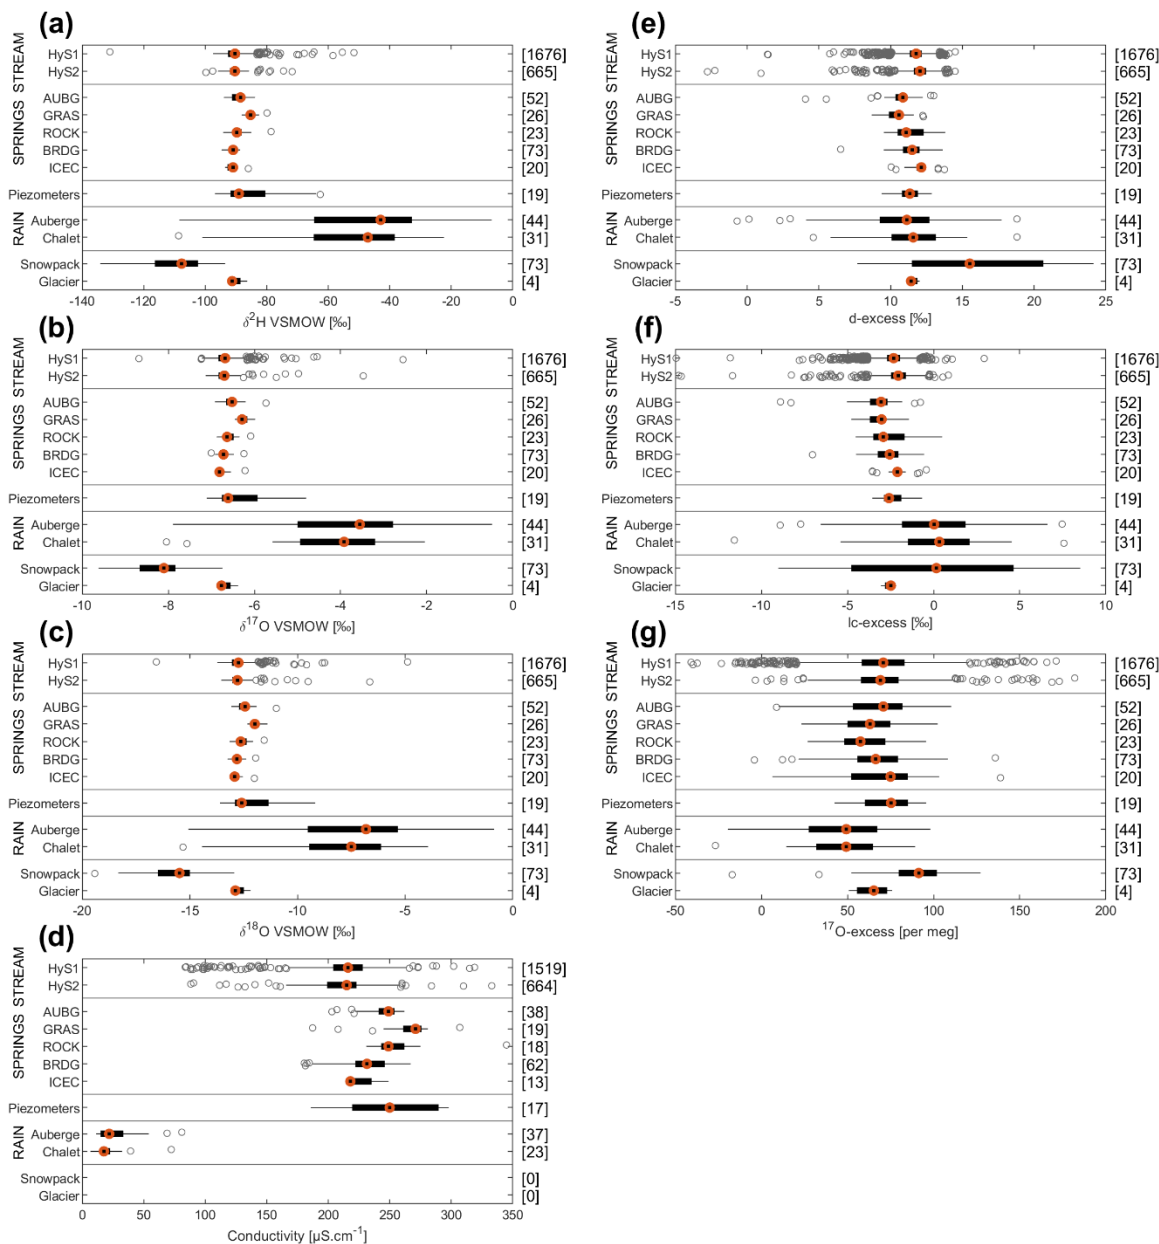 (a)
STREAM
SPRINGS
RAIN
HyS1 [1676]
HyS2 [665]
AUBG [52]
GRAS [26]
ROCK [23]
BRDG [73]
ICEC [20]
Piezometers [19]
Auberge [44]
Chalet [31]
Snowpack [73]
Glacier [4]
-140 -120 -100 -80 -60 -40 -20 0
δ²H VSMOW [‰]
(b)
STREAM
SPRINGS
RAIN
HyS1 [1676]
HyS2 [665]
AUBG [52]
GRAS [26]
ROCK [23]
BRDG [73]
ICEC [20]
Piezometers [19]
Auberge [44]
Chalet [31]
Snowpack [73]
Glacier [4]
-10 -8 -6 -4 -2 0
δ¹⁷O VSMOW [‰]
(c)
STREAM
SPRINGS
RAIN
HyS1 [1676]
HyS2 [665]
AUBG [52]
GRAS [26]
ROCK [23]
BRDG [73]
ICEC [20]
Piezometers [19]
Auberge [44]
Chalet [31]
Snowpack [73]
Glacier [4]
-20 -15 -10 -5 0
δ¹⁸O VSMOW [‰]
(d)
STREAM
SPRINGS
RAIN
HyS1 [1519]
HyS2 [664]
AUBG [38]
GRAS [19]
ROCK [18]
BRDG [62]
ICEC [13]
Piezometers [17]
Auberge [37]
Chalet [23]
Snowpack [0]
Glacier [0]
0 50 100 150 200 250 300 350
Conductivity [µS.cm⁻¹]
(e)
STREAM
SPRINGS
RAIN
HyS1 [1676]
HyS2 [665]
AUBG [52]
GRAS [26]
ROCK [23]
BRDG [73]
ICEC [20]
Piezometers [19]
Auberge [44]
Chalet [31]
Snowpack [73]
Glacier [4]
-5 0 5 10 15 20 25
d-excess [‰]
(f)
STREAM
SPRINGS
RAIN
HyS1 [1676]
HyS2 [665]
AUBG [52]
GRAS [26]
ROCK [23]
BRDG [73]
ICEC [20]
Piezometers [19]
Auberge [44]
Chalet [31]
Snowpack [73]
Glacier [4]
-15 -10 -5 0 5 10
lc-excess [‰]
(g)
STREAM
SPRINGS
RAIN
HyS1 [1676]
HyS2 [665]
AUBG [52]
GRAS [26]
ROCK [23]
BRDG [73]
ICEC [20]
Piezometers [19]
Auberge [44]
Chalet [31]
Snowpack [73]
Glacier [4]
-50 0 50 100 150 200
¹⁷O-excess [per meg]